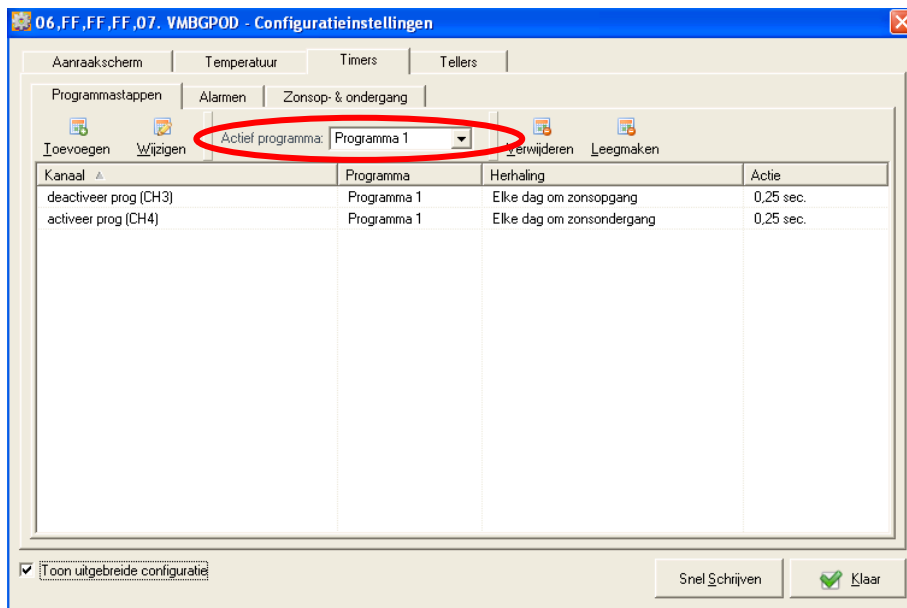 06,FF,FF,FF,07. VMBGPOD - Configuratieinstellingen
Aanraakscherm Temperatuur Timers Tellers
Programmastappen Alarmen Zonsop- & ondergang
Toevoegen Wijzigen Actief programma: Programma 1 Verwijderen Leegmaken
Kanaal Programma Herhaling Actie
deactiveer prog (CH3) Programma 1 Elke dag om zonsopgang 0,25 sec.
activeer prog (CH4) Programma 1 Elke dag om zonsondergang 0,25 sec.
Toon uitgebreide configuratie
Snel Schrijven Klaar